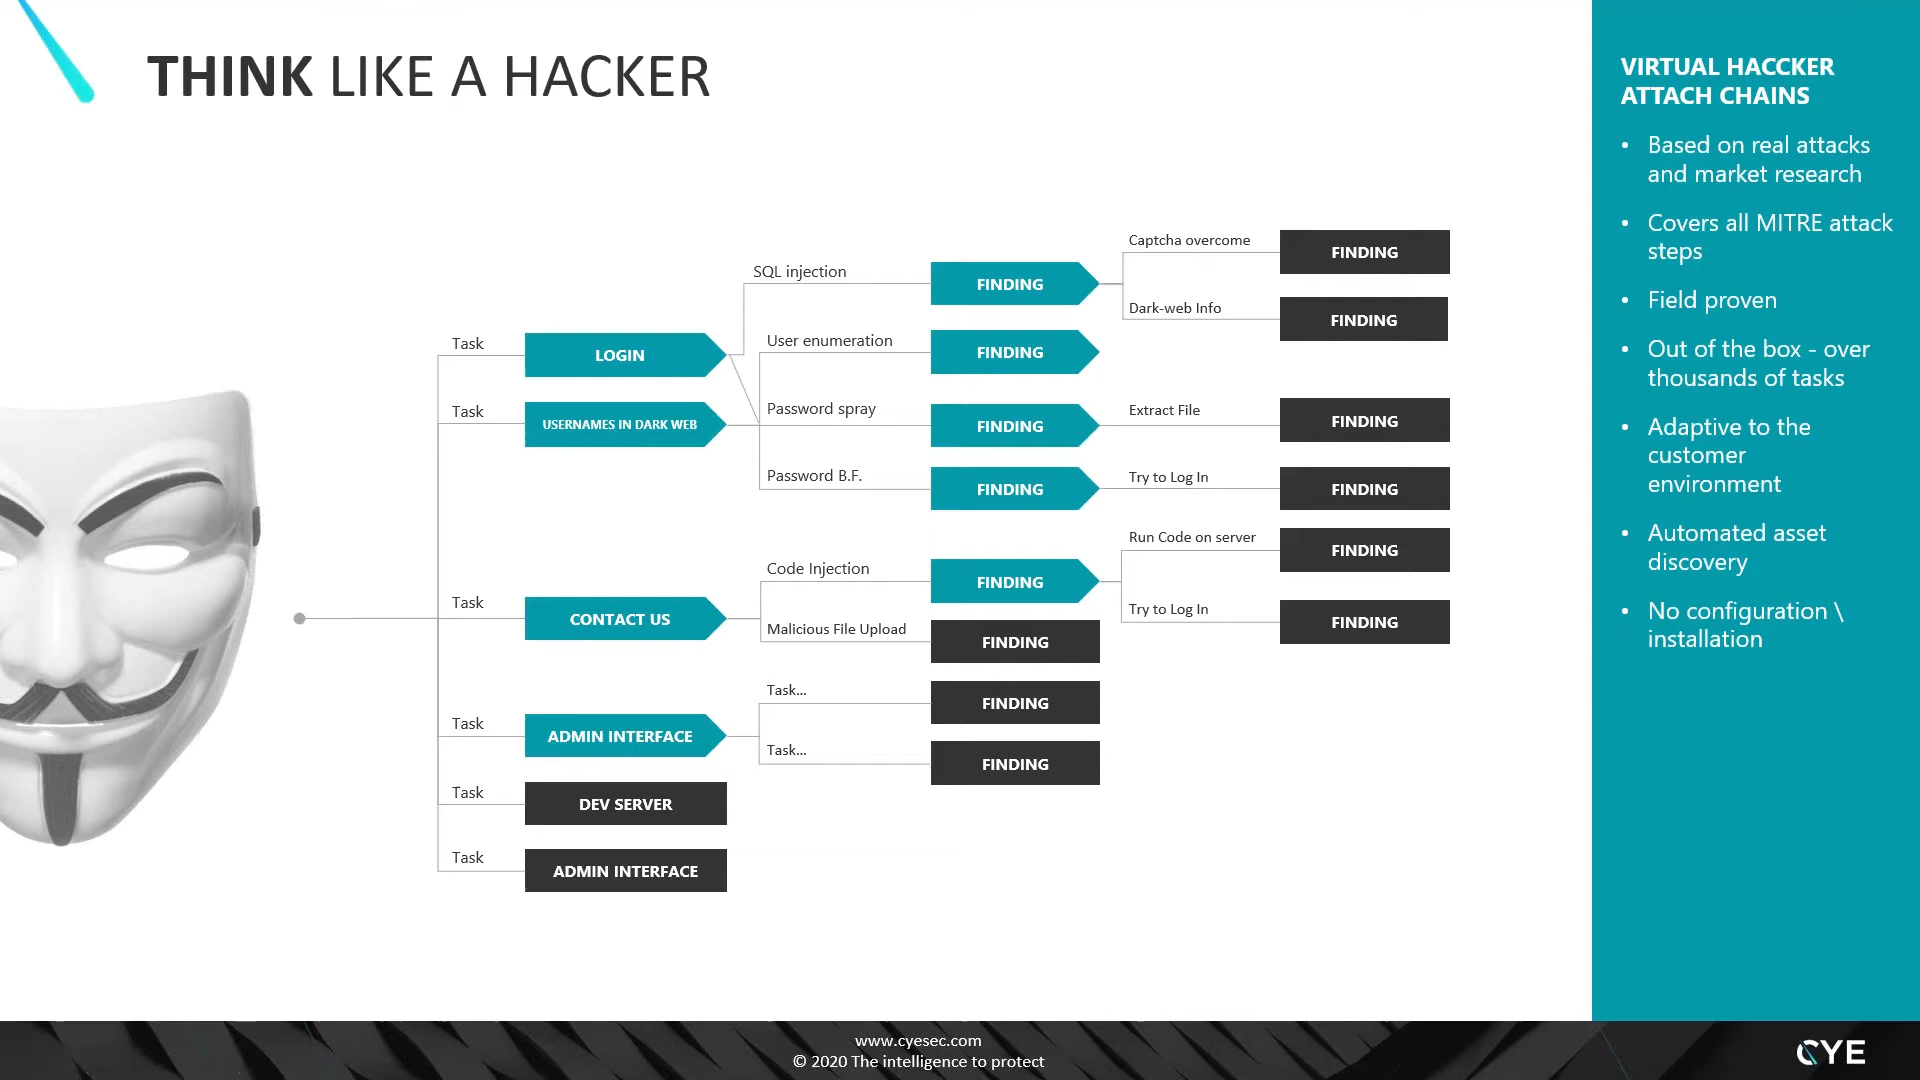 THINK LIKE A HACKER
Captcha overcome
FINDING
SQL injection
FINDING
Dark-web Info
FINDING
Task
LOGIN
User enumeration
FINDING
Task
USERNAMES IN DARK WEB
Password spray
FINDING
Extract File
FINDING
Password B.F.
FINDING
Try to Log In
FINDING
Run Code on server
FINDING
Code Injection
FINDING
Task
CONTACT US
Try to Log In
FINDING
Malicious File Upload
FINDING
Task...
FINDING
Task
ADMIN INTERFACE
Task...
FINDING
Task
DEV SERVER
Task
ADMIN INTERFACE
VIRTUAL HACCKER
ATTACH CHAINS
• Based on real attacks
and market research
• Covers all MITRE attack
steps
• Field proven
• Out of the box - over
thousands of tasks
• Adaptive to the
customer
environment
• Automated asset
discovery
• No configuration \
installation
www.cyesec.com
© 2020 The intelligence to protect
CYE